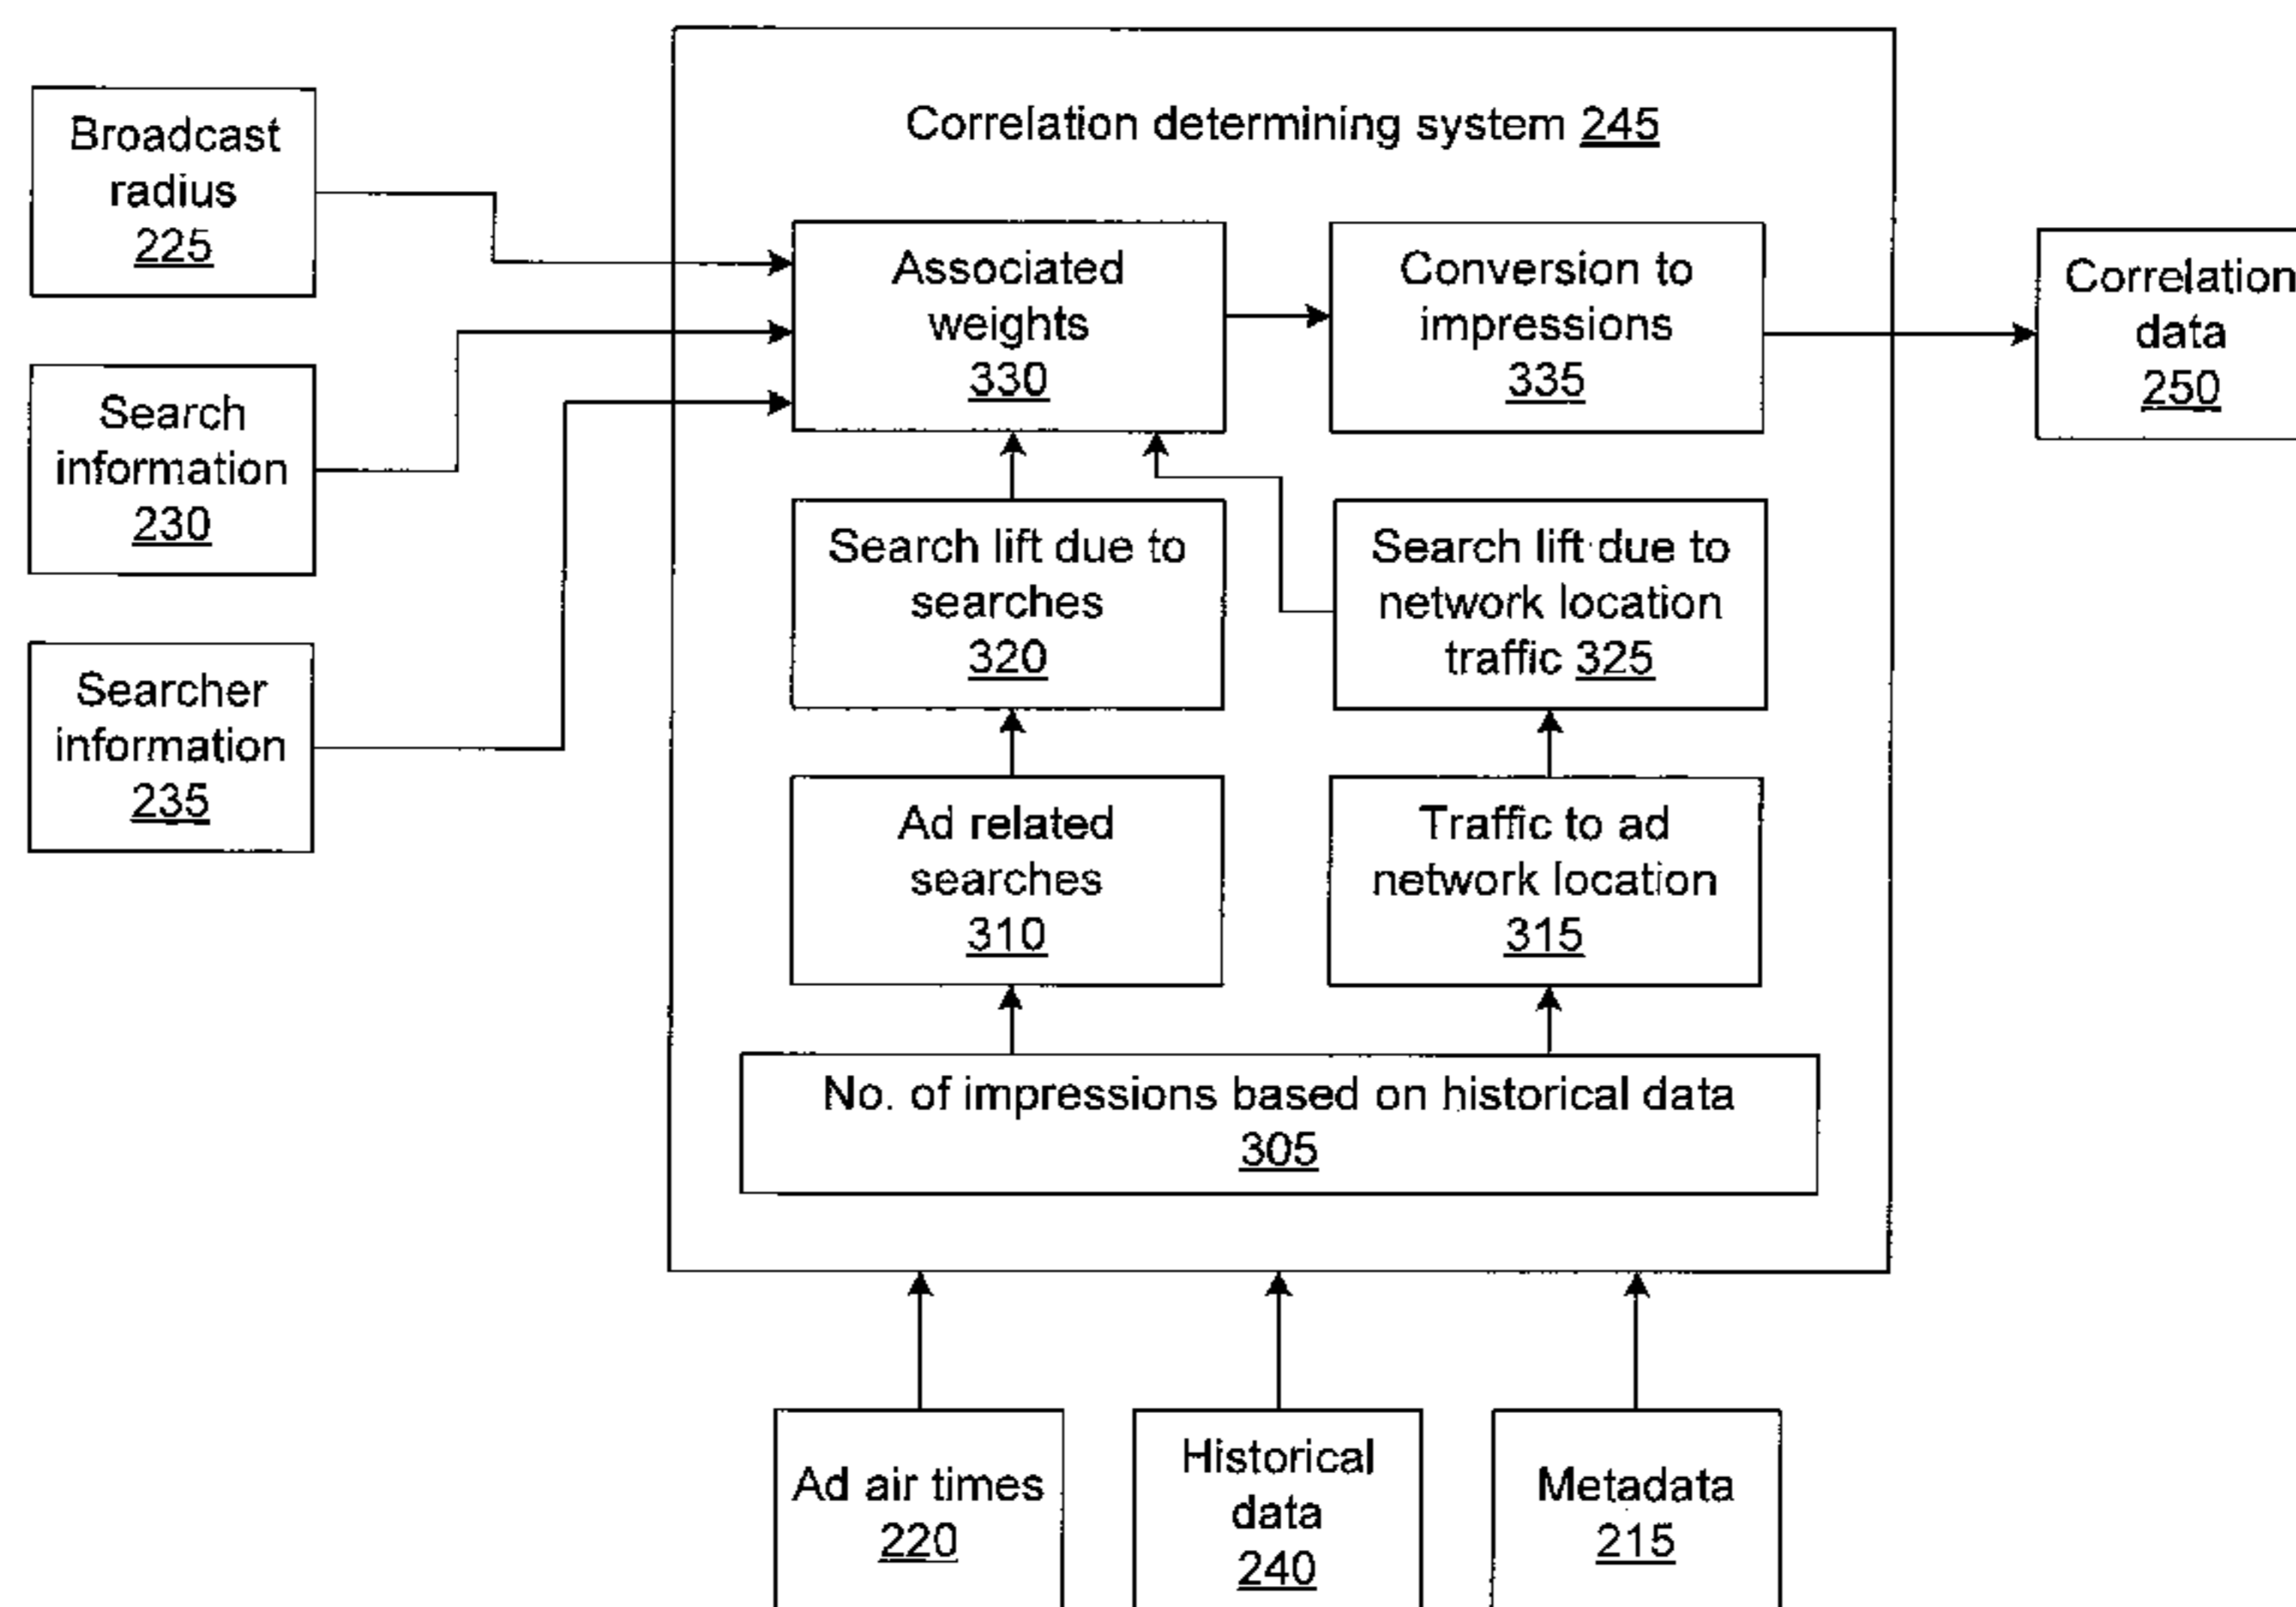 Correlation determining system 245
Broadcast
radius
225
Search
information
230
Searcher
information
235
Associated
weights
330
Conversion to
impressions
335
Correlation
data
250
Search lift due to
searches
320
Search lift due to
network location
traffic 325
Ad related
searches
310
Traffic to ad
network location
315
No. of impressions based on historical data
305
Ad air times
220
Historical
data
240
Metadata
215